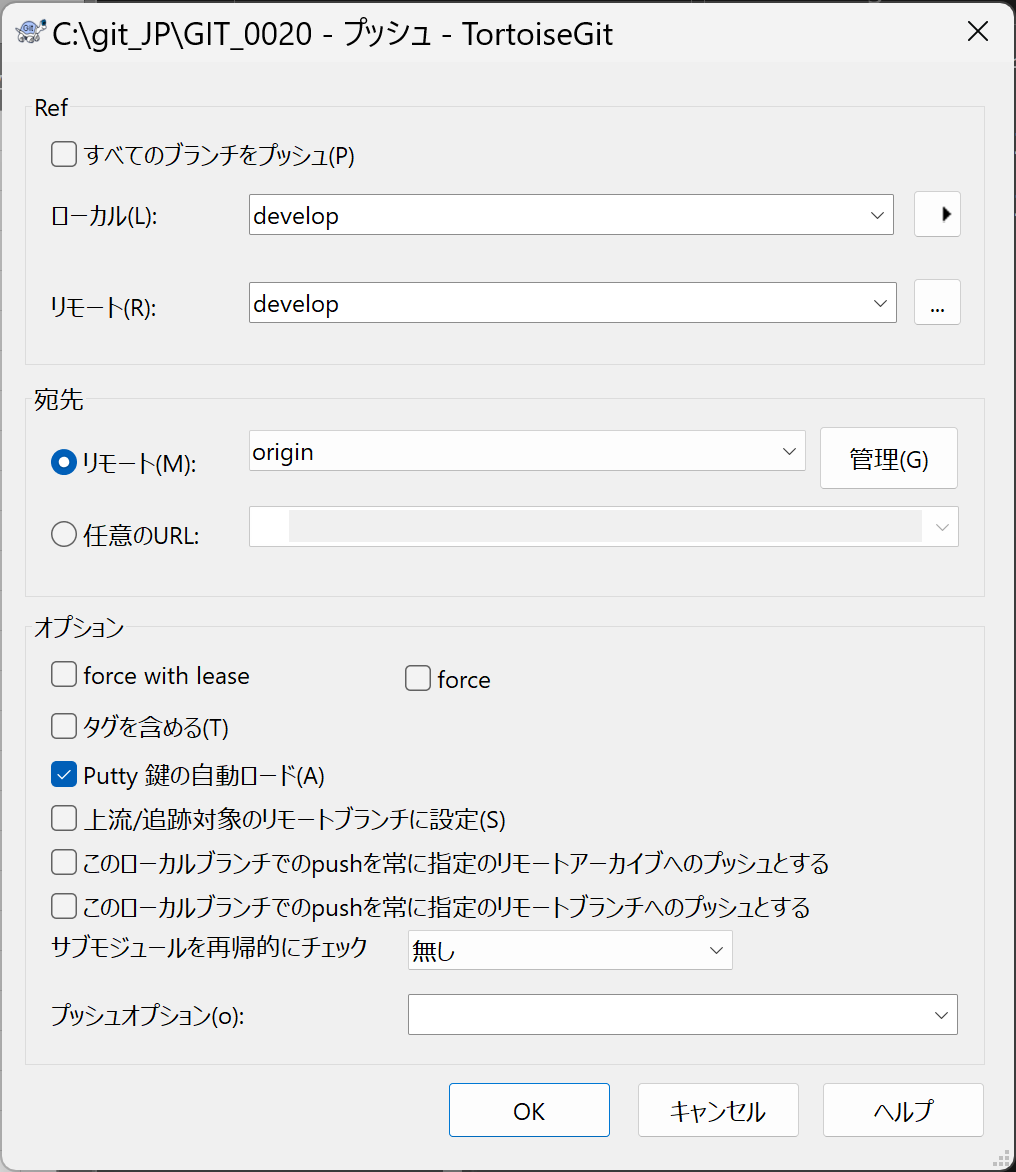 C:\git_JP\GIT_0020 - プッシュ - TortoiseGit
Ref
すべてのブランチをプッシュ(P)
ローカル(L): develop
リモート(R): develop ...
宛先
リモート(M): origin 管理(G)
任意のURL:
オプション
force with lease force
タグを含める(T)
Putty 鍵の自動ロード(A)
上流/追跡対象のリモートブランチに設定(S)
このローカルブランチでのpushを常に指定のリモートアーカイブへのプッシュとする
このローカルブランチでのpushを常に指定のリモートブランチへのプッシュとする
サブモジュールを再帰的にチェック 無し
プッシュオプション(o):
OK キャンセル ヘルプ